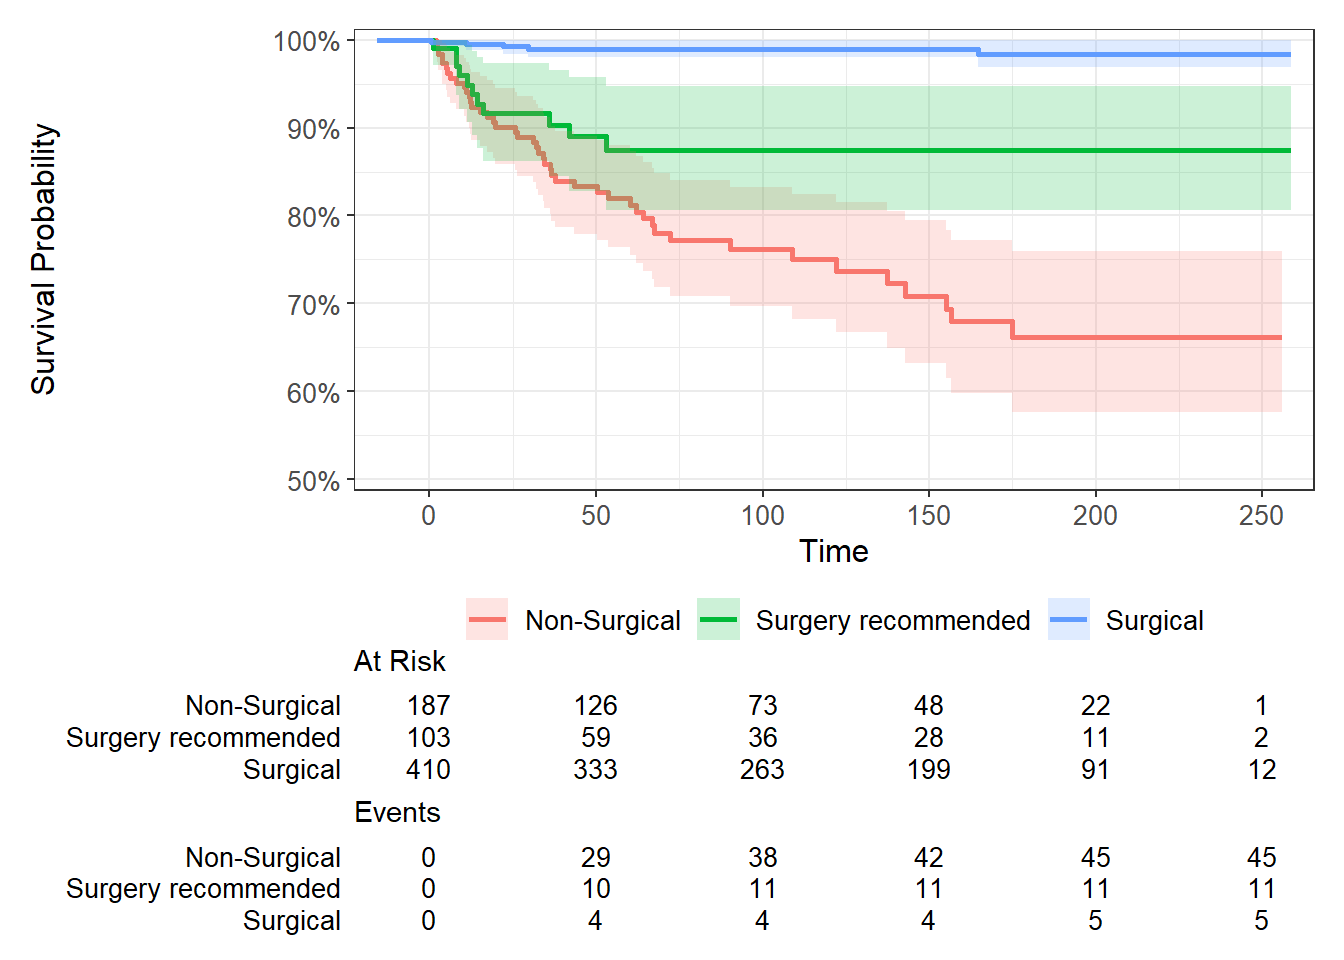 Survival Probability
100%
90%
80%
70%
60%
50%
0 50 100 150 200 250
Time
Non-Surgical Surgery recommended Surgical
At Risk
Non-Surgical 187 126 73 48 22 1
Surgery recommended 103 59 36 28 11 2
Surgical 410 333 263 199 91 12
Events
Non-Surgical 0 29 38 42 45 45
Surgery recommended 0 10 11 11 11 11
Surgical 0 4 4 4 5 5